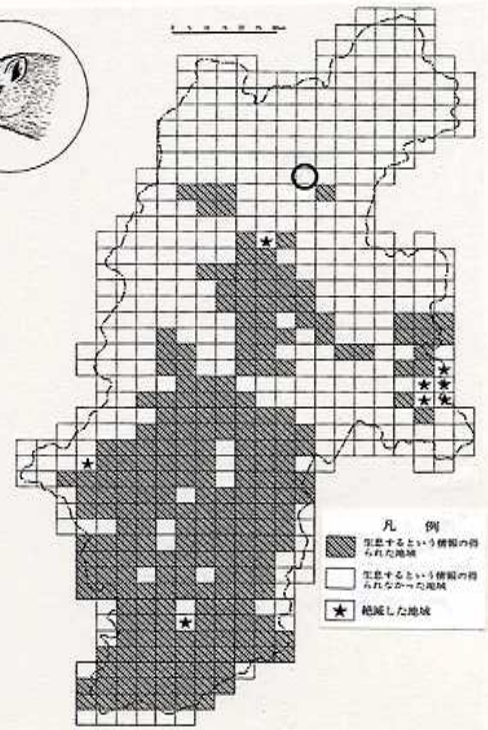 凡 例
生息するという情報の得
られた地域
生息するという情報の得
られなかった地域
絶滅した地域